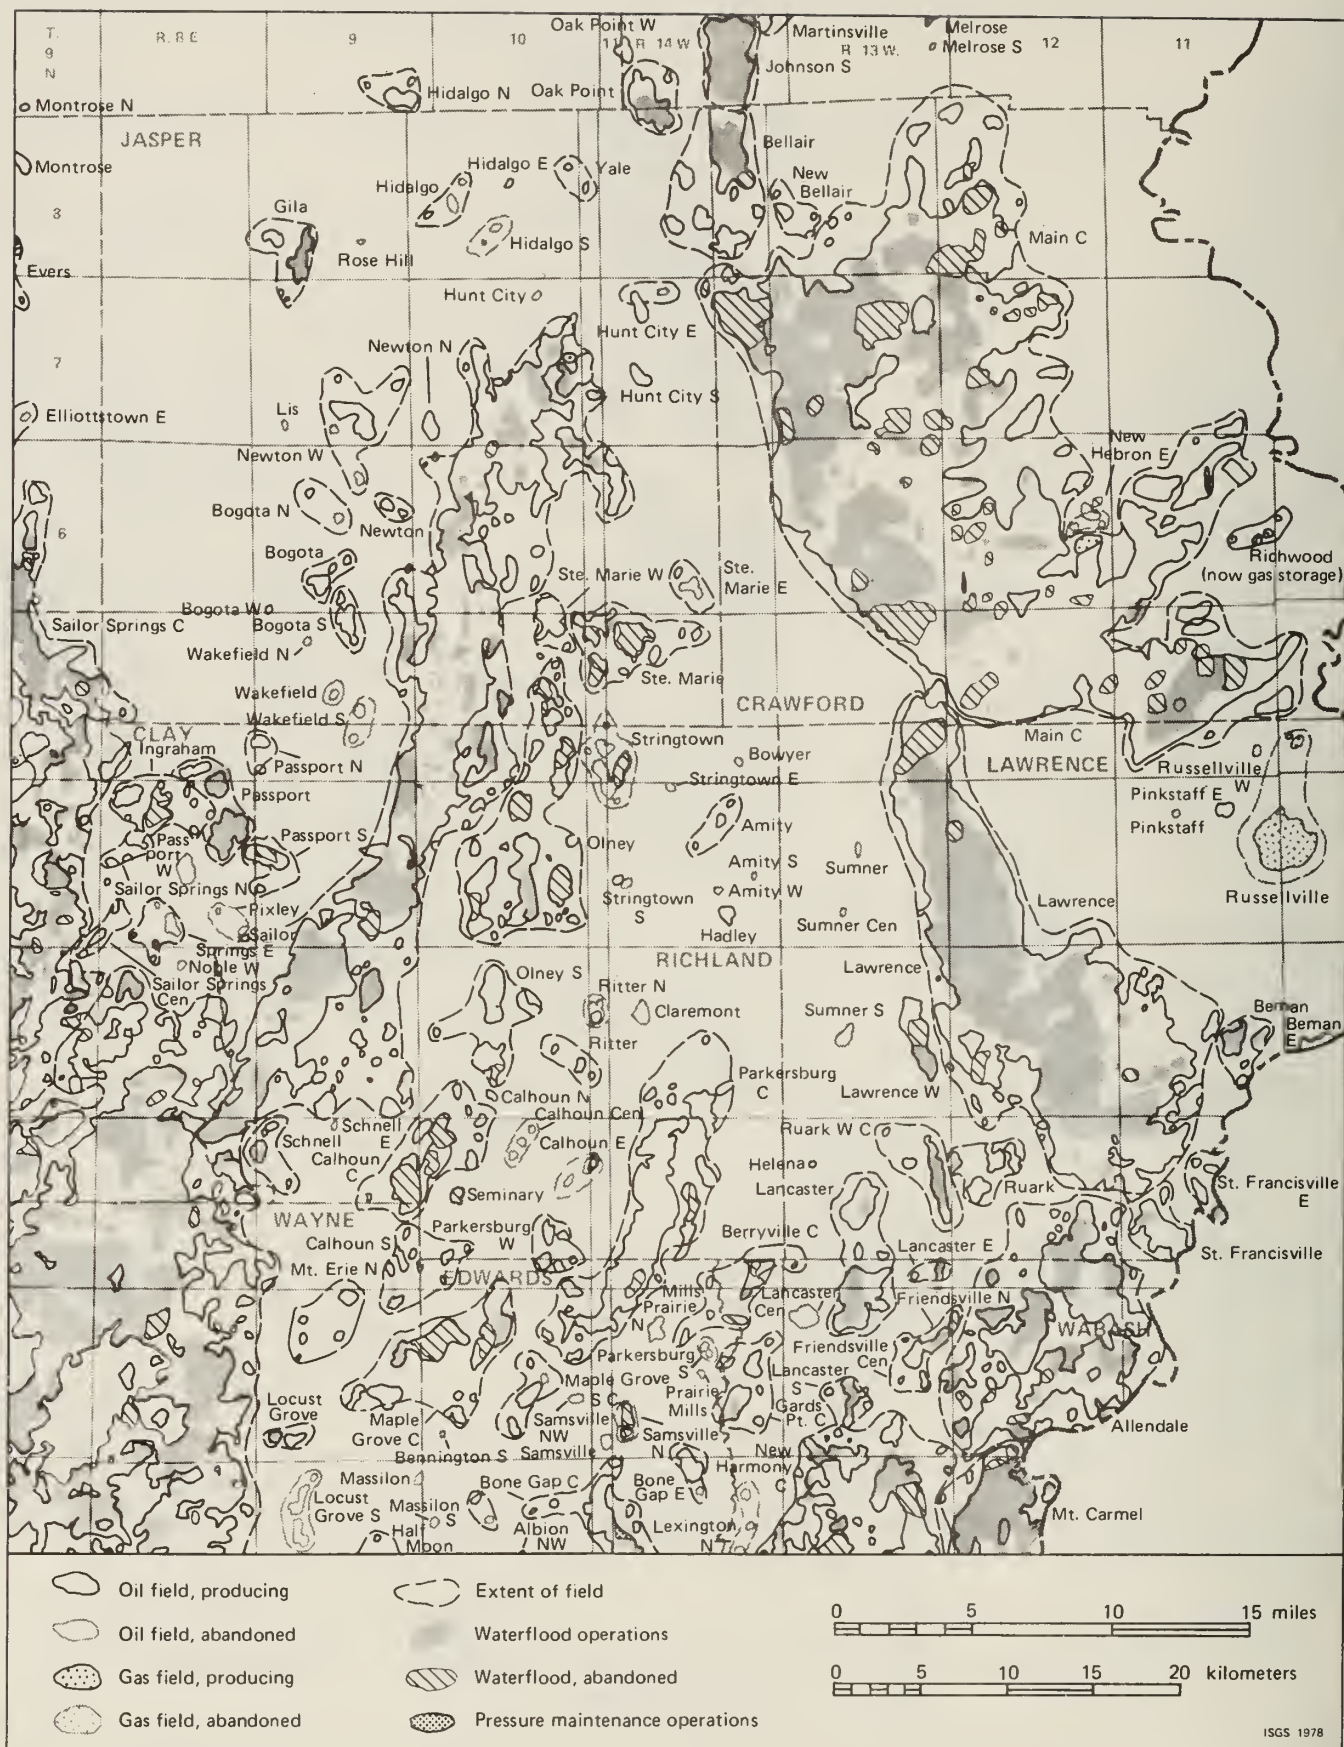 T.
9
N
R. 8 E
9
10
11
R 14 W
R 13 W.
12
11
Oak Point W
Martinsville
Melrose
Melrose S
Johnson S
Hidalgo N
Oak Point
Montrose N
JASPER
Bellair
Montrose
Hidalgo E
Yale
Hidalgo
New
Bellair
8
Gila
Hidalgo S
Main C
Rose Hill
Evers
Hunt City
Hunt City E
Newton N
7
Hunt City S
Lis
Elliottstown E
New
Hebron E
Newton W
Bogota N
Newton
6
Bogota
Ste. Marie W
Ste.
Marie E
Richwood
(now gas storage)
Bogota W
Bogota S
Sailor Springs C
Wakefield N
Ste. Marie
Wakefield
Wakefield S
CRAWFORD
CLAY
Ingraham
Stringtown
Main C
Bowyer
LAWRENCE
Passport N
Stringtown E
Russellville
W
Passport
Pinkstaff E
Pinkstaff
Amity
Passport S
Olney
Pass
port
W
Amity S
Sumner
Sailor Springs N
Amity W
Stringtown
S
Lawrence
Russellville
Pixley
Hadley
Sumner Cen
Sailor
Springs E
Noble W
RICHLAND
Lawrence
Sailor Springs
Cen
Olney S
Ritter N
Claremont
Sumner S
Beman
Beman
E
Ritter
Parkersburg
C
Lawrence W
Calhoun N
Calhoun Cen
Schnell
E
Schnell
Calhoun E
Ruark W C
Calhoun
C
Helena
Lancaster
Ruark
St. Francisville
E
Seminary
WAYNE
Parkersburg
W
Berryville C
Calhoun S
Lancaster E
St. Francisville
Mt. Erie N
EDWARDS
Mills
Prairie
N
Lancaster
Cen
Friendsville N
WABASH
Parkersburg
S
Friendsville
Cen
Maple Grove
S C
Lancaster
S
Locust
Grove
Prairie
Mills
Gards
Pt. C
Maple
Grove C
Samsville
NW
Samsville
N
Allendale
Bennington S
Samsville
New
Harmony
C
Massilon
Bone Gap C
Bone
Gap E
Locust
Grove S
Massilon
S
Mt. Carmel
Half
Moon
Albion
NW
Lexington
N
Oil field, producing
Extent of field
0 5 10 15 miles
Oil field, abandoned
Waterflood operations
Gas field, producing
Waterflood, abandoned
0 5 10 15 20 kilometers
Gas field, abandoned
Pressure maintenance operations
ISGS 1978